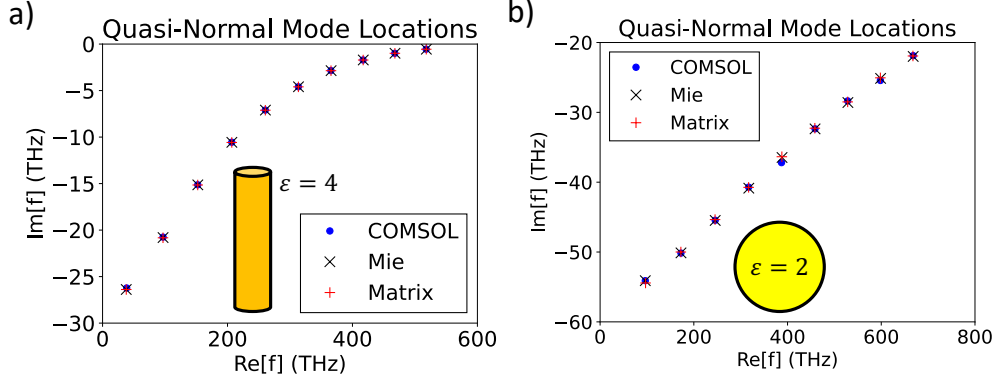 a)
Quasi-Normal Mode Locations
Im[f] (THz)
0
−5
−10
−15
−20
−25
−30
ε = 4
COMSOL
Mie
Matrix
0 200 400 600
Re[f] (THz)
b)
Quasi-Normal Mode Locations
Im[f] (THz)
−20
−30
−40
−50
−60
COMSOL
Mie
Matrix
ε = 2
0 200 400 600 800
Re[f] (THz)